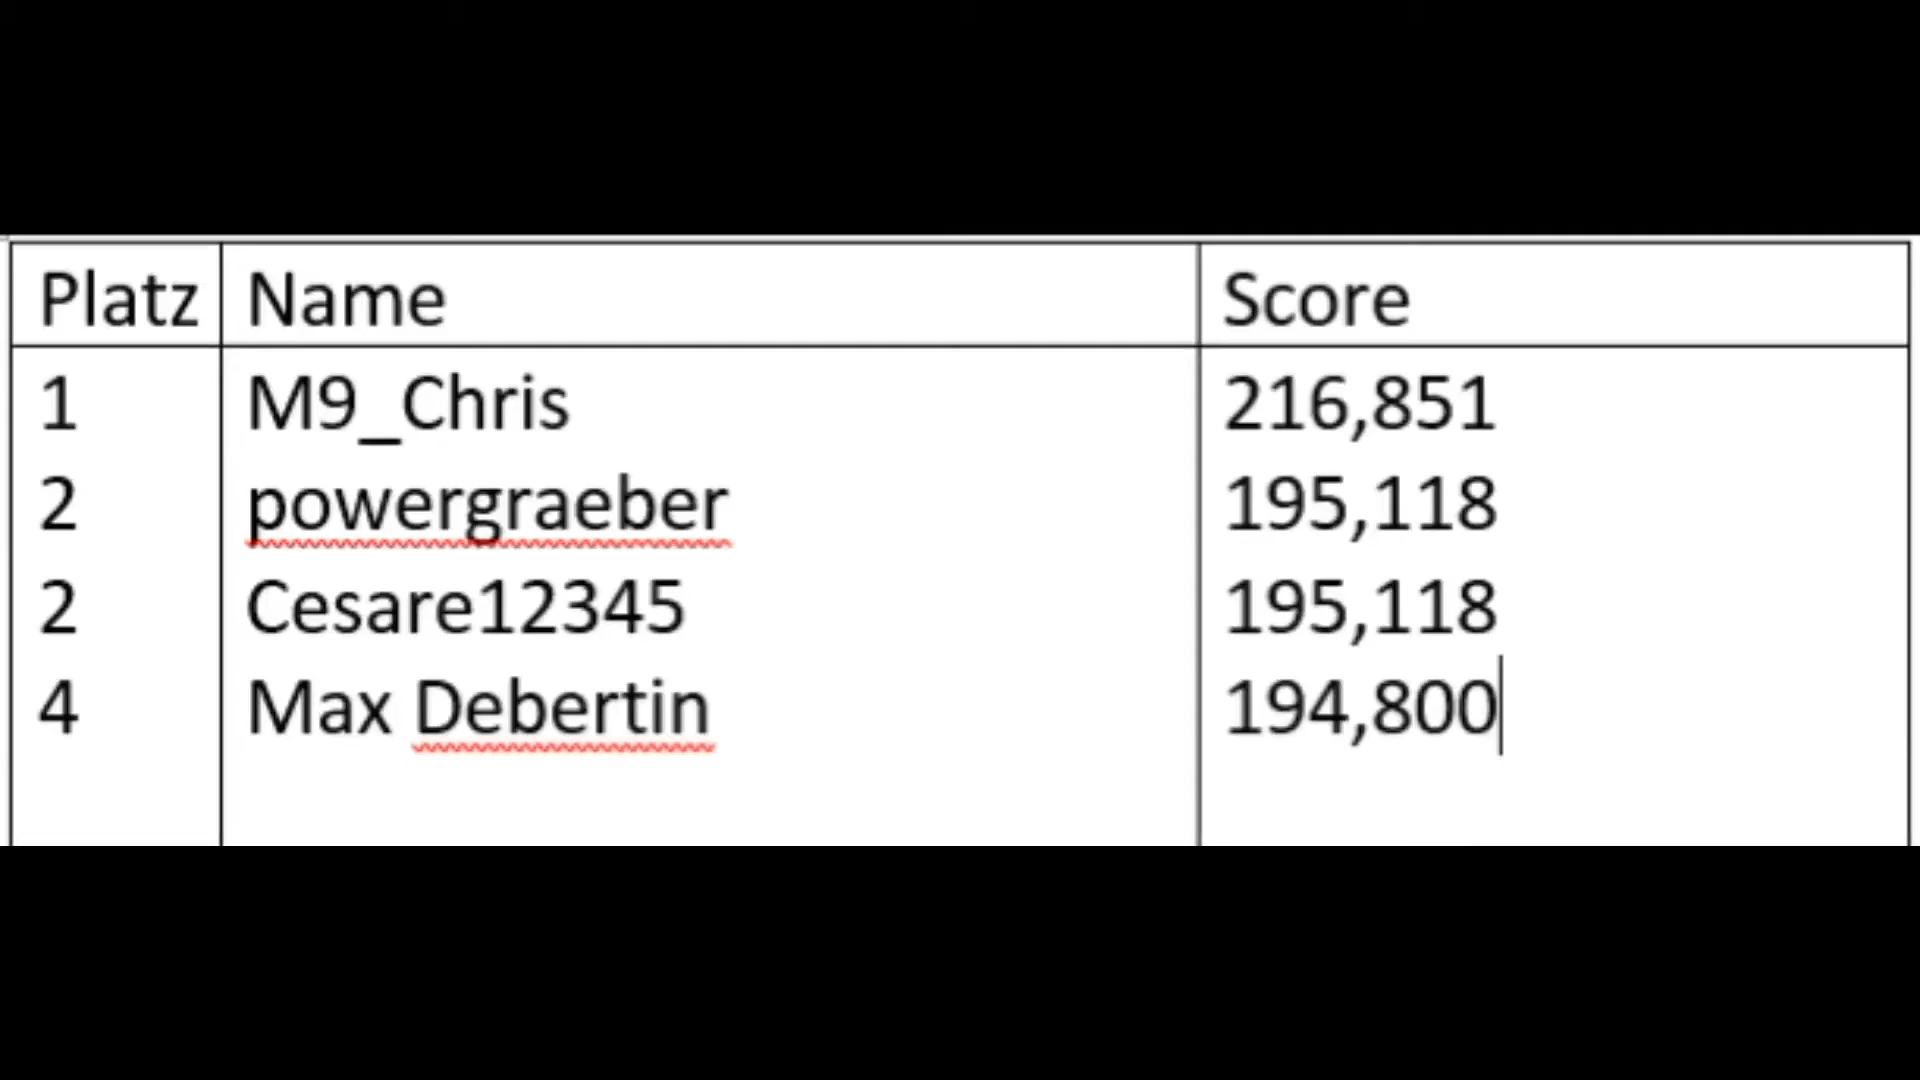 Platz Name Score
1 M9_Chris 216,851
2 powergraeber 195,118
2 Cesare12345 195,118
4 Max Debertin 194,800